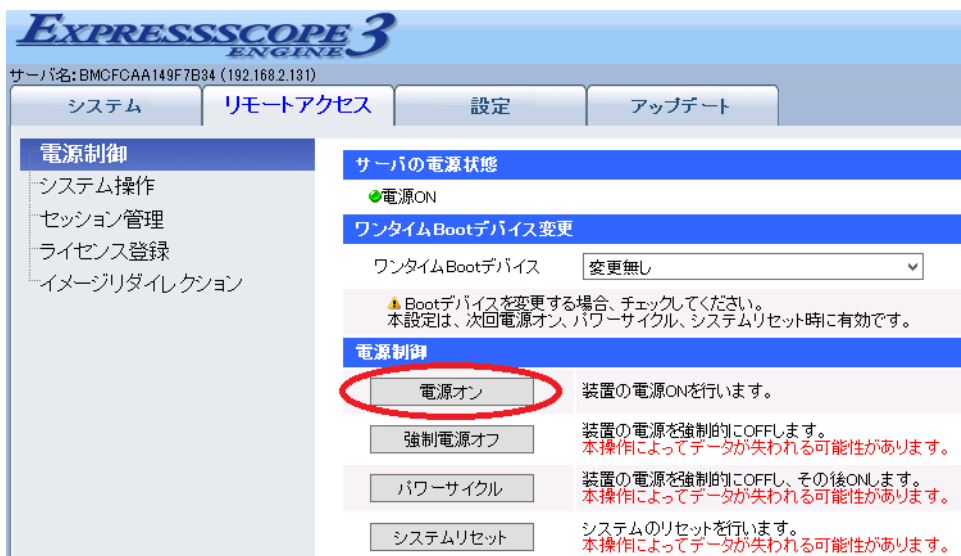 EXPRESSSCOPE 3
ENGINE
サーバ名: BMCFCAA149F7B34 (192.168.2.131)
システム リモートアクセス 設定 アップデート
電源制御
システム操作
セッション管理
ライセンス登録
イメージリダイレクション
サーバの電源状態
電源ON
ワンタイムBootデバイス変更
ワンタイムBootデバイス 変更無し
Bootデバイスを変更する場合、チェックしてください。
本設定は、次回電源オン、パワーサイクル、システムリセット時に有効です。
電源制御
電源オン 装置の電源ONを行います。
強制電源オフ 装置の電源を強制的にOFFします。
本操作によってデータが失われる可能性があります。
パワーサイクル 装置の電源を強制的にOFFし、その後ONします。
本操作によってデータが失われる可能性があります。
システムリセット システムのリセットを行います。
本操作によってデータが失われる可能性があります。